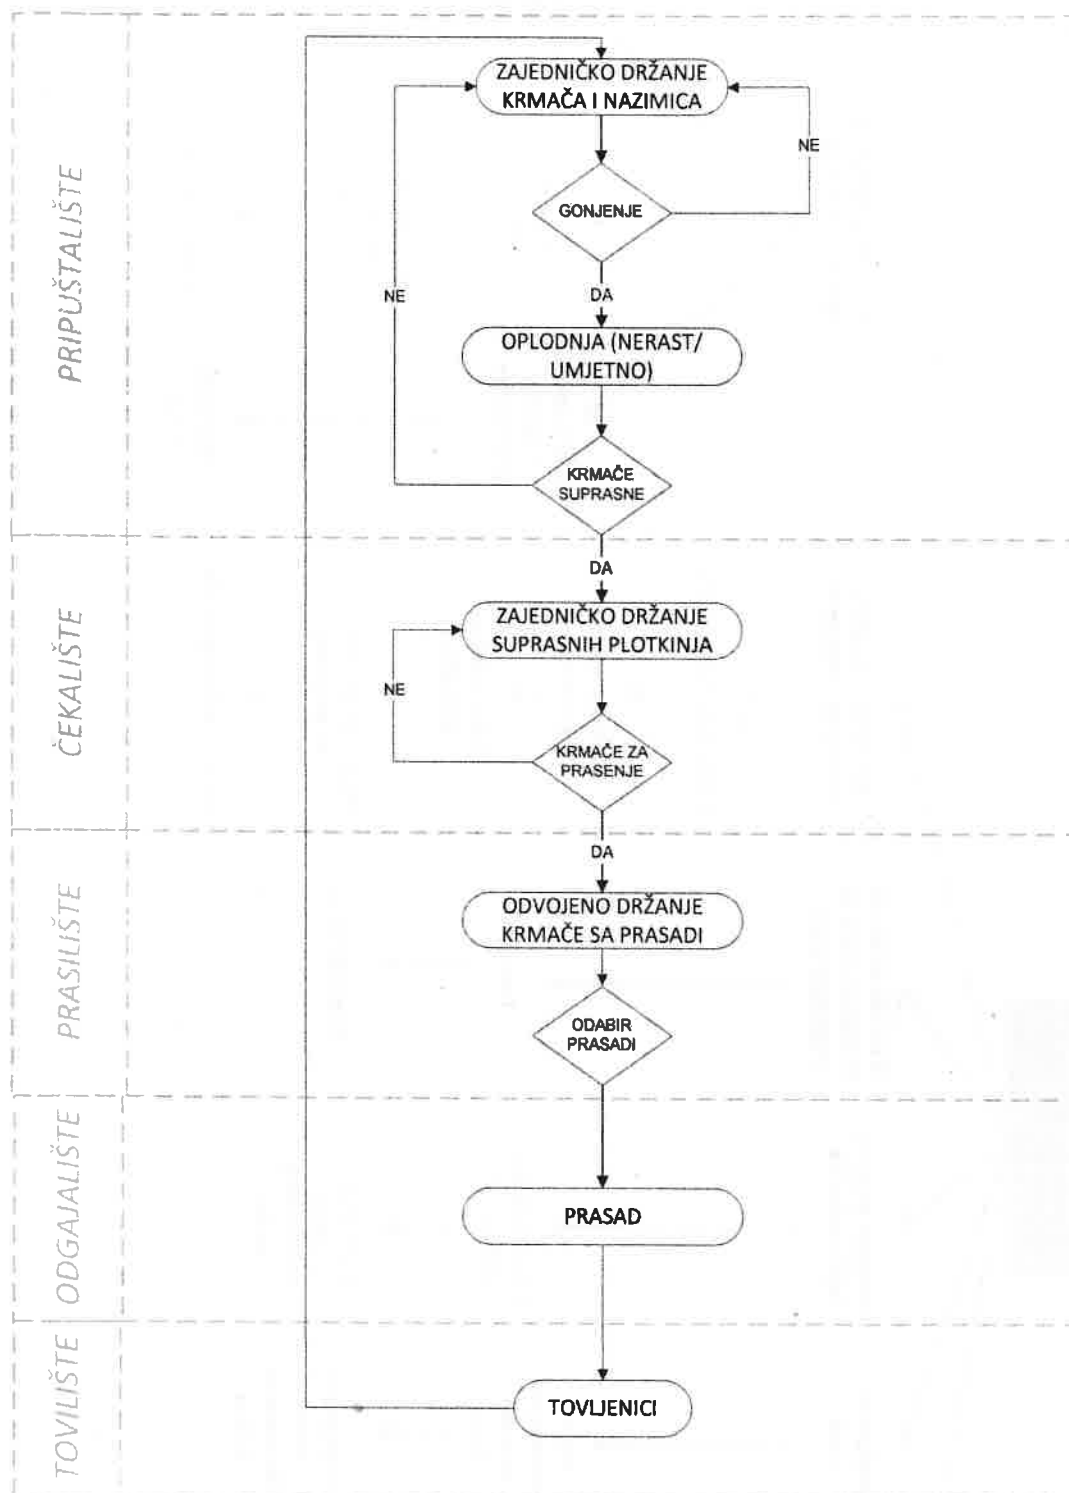 PRIPUŠTALIŠTE
ZAJEDNIČKO DRŽANJE
KRMAČA I NAZIMICA
NE
GONJENJE
NE
DA
OPLODNJA (NERAST/
UMJETNO)
KRMAČE
SUPRASNE
DA
ČEKALIŠTE
ZAJEDNIČKO DRŽANJE
SUPRASNIH PLOTKINJA
NE
KRMAČE ZA
PRASENJE
DA
PRASILIŠTE
ODVOJENO DRŽANJE
KRMAČE SA PRASADI
ODABIR
PRASADI
ODGAJALIŠTE
PRASAD
TOVILIŠTE
TOVLJENICI